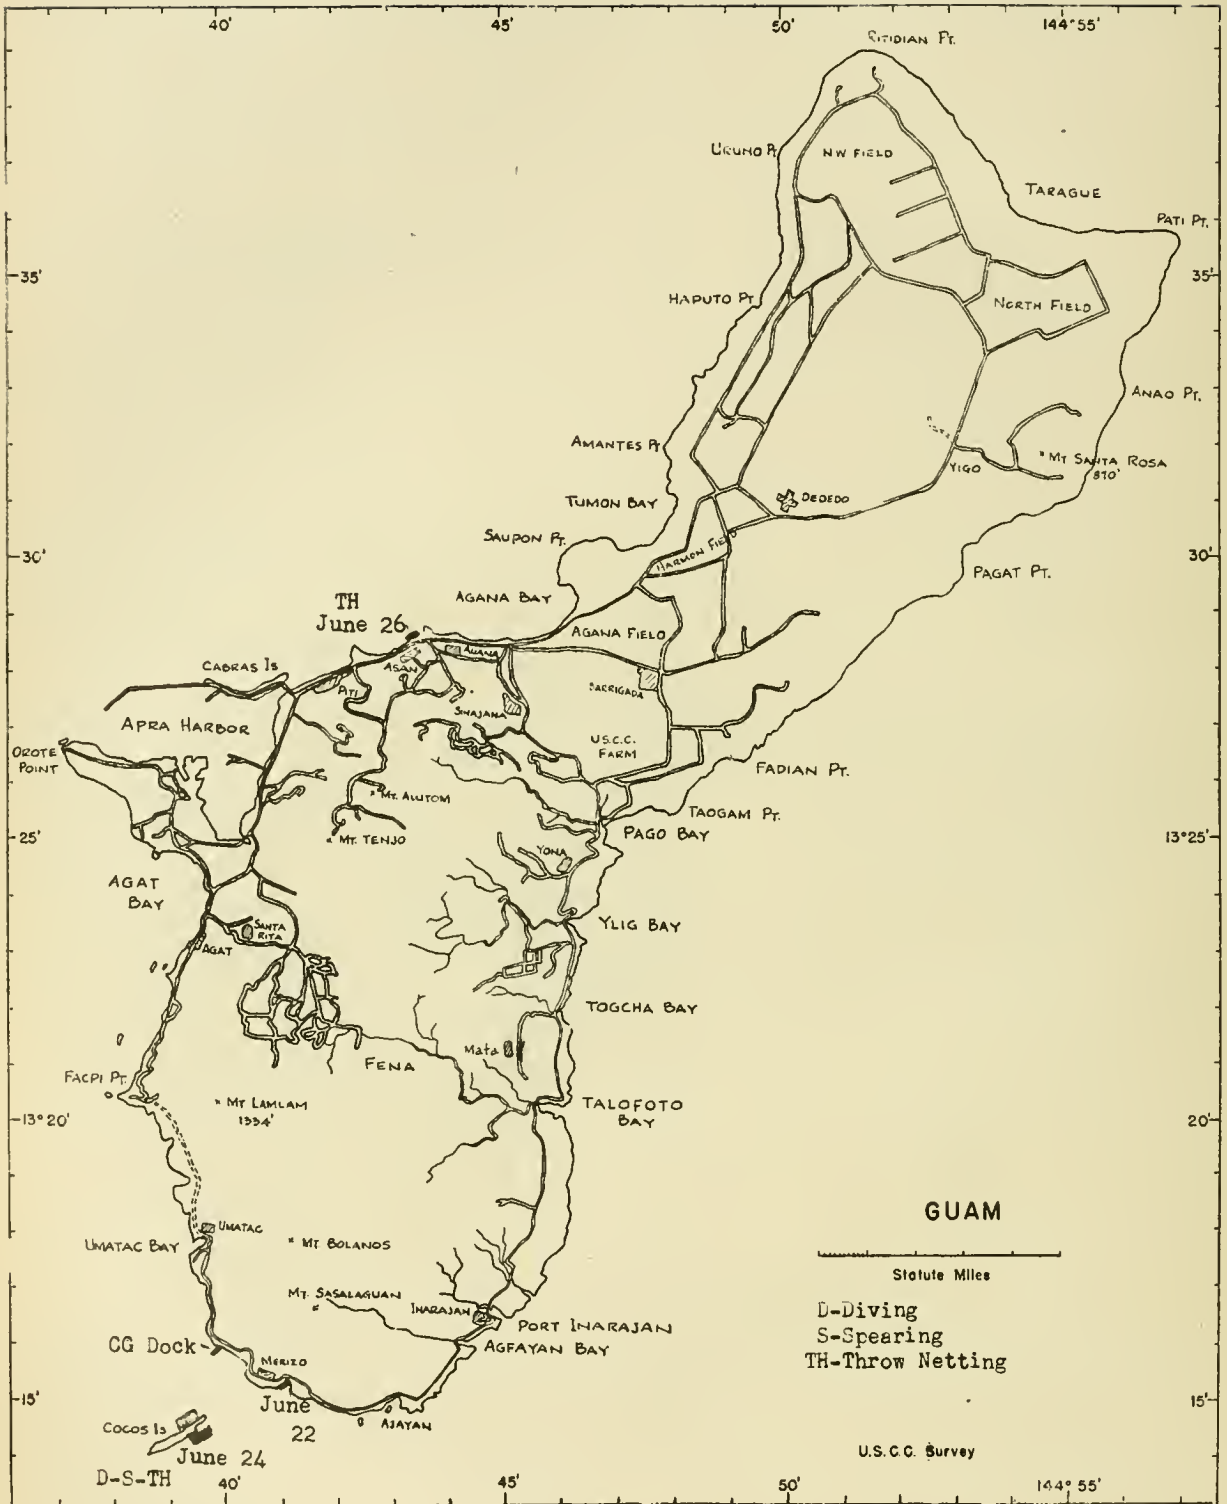 40'
45'
50'
144°55'
RITIDIAN PT.
URUNO PT
NW FIELD
TARAGUE
PATI PT.
35'
35'
HAPUTO PT.
NORTH FIELD
ANAO PT.
AMANTES PT
YIGO
MT SANTA ROSA
870'
TUMON BAY
DEDEDO
SAUPON PT.
30'
HARMON FIELD
30'
PAGAT PT.
AGANA BAY
TH
June 26
AGANA FIELD
ASAN
CABRAS IS
PITI
BARRIGADA
SINAJANA
APRA HARBOR
U.S.C.C.
FARM
OROTE
POINT
FADIAN PT.
MT. ALUTOM
TAOGAM PT.
25'
MT. TENJO
PAGO BAY
13°25'
YONA
AGAT
BAY
SANTA
RITA
YLIG BAY
AGAT
TOGCHA BAY
Mata
FENA
FACPI PT.
MT LAMLAM
1334'
TALOFOTO
BAY
13°20'
20'
GUAM
UMATAC
UMATAC BAY
MT. BOLANOS
Statute Miles
MT. SASALAGUAN
D-Diving
INARAJAN
PORT INARAJAN
S-Spearing
CG Dock
AGFAYAN BAY
TH-Throw Netting
MERIZO
15'
June
22
15'
COCOS IS
AJAYAN
June 24
U.S.C.C. Survey
D-S-TH
40'
45'
50'
144°55'